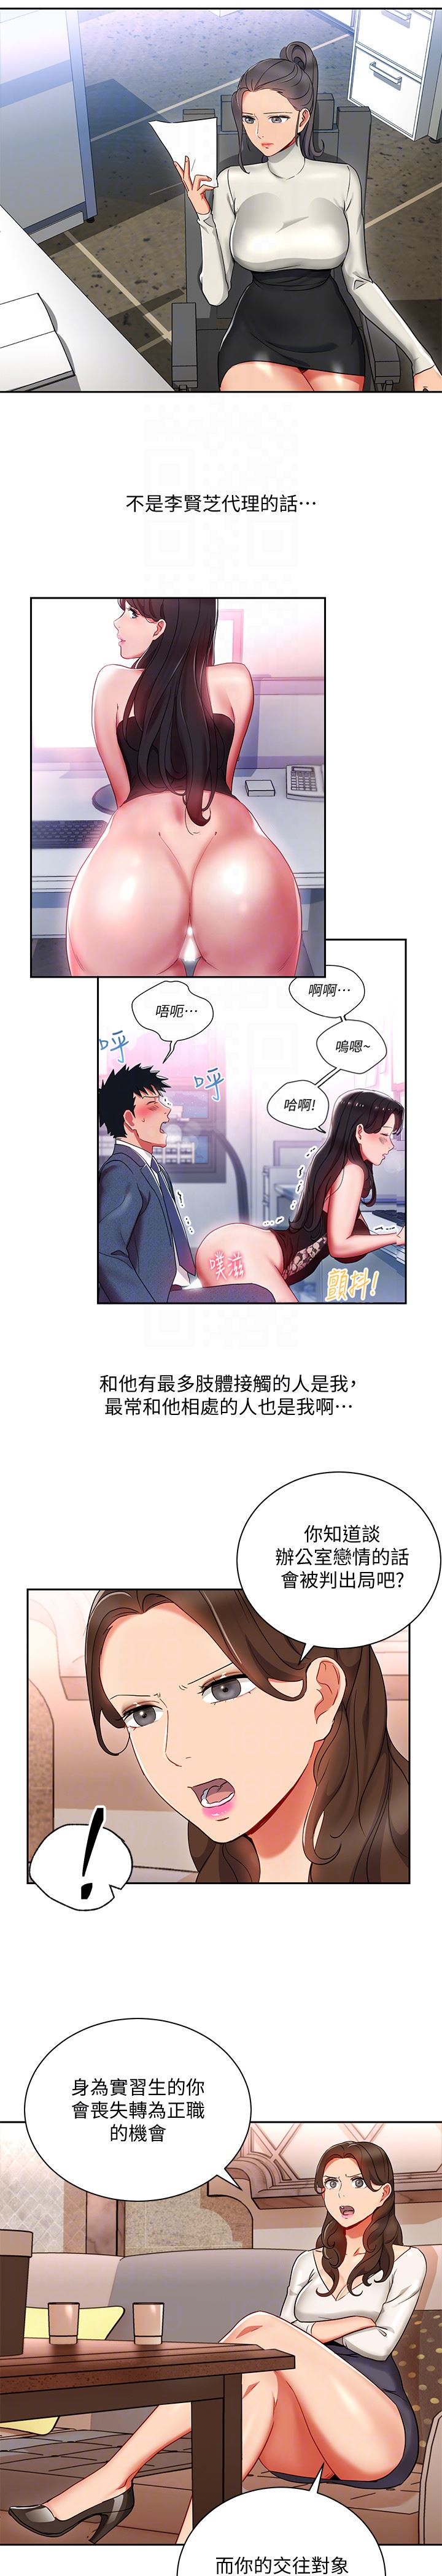 不是李賢芝代理的話⋯
唔呃⋯
啊啊⋯
嗚嗯~
哈啊!
呼
呼
噗滋
顫抖!
和他有最多肢體接觸的人是我，
最常和他相處的人也是我啊⋯
你知道談
辦公室戀情的話
會被判出局吧?
!
身為實習生的你
會喪失轉為正職
的機會
而你的交往對象